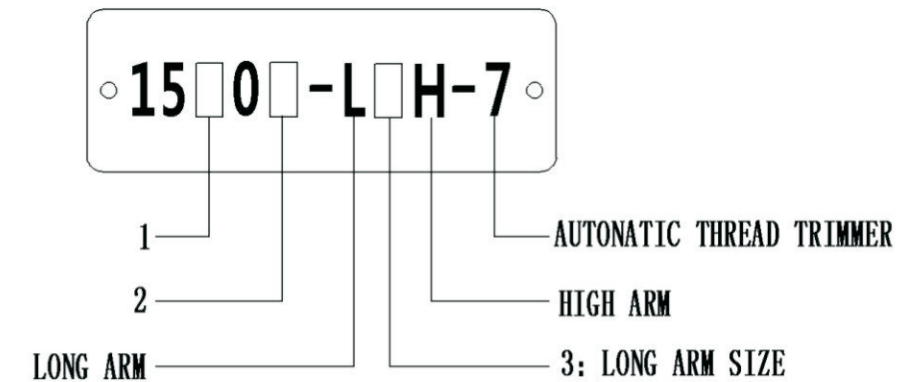 15□0□-L□H-7
1
AUTONATIC THREAD TRIMMER
2
HIGH ARM
LONG ARM
3: LONG ARM SIZE